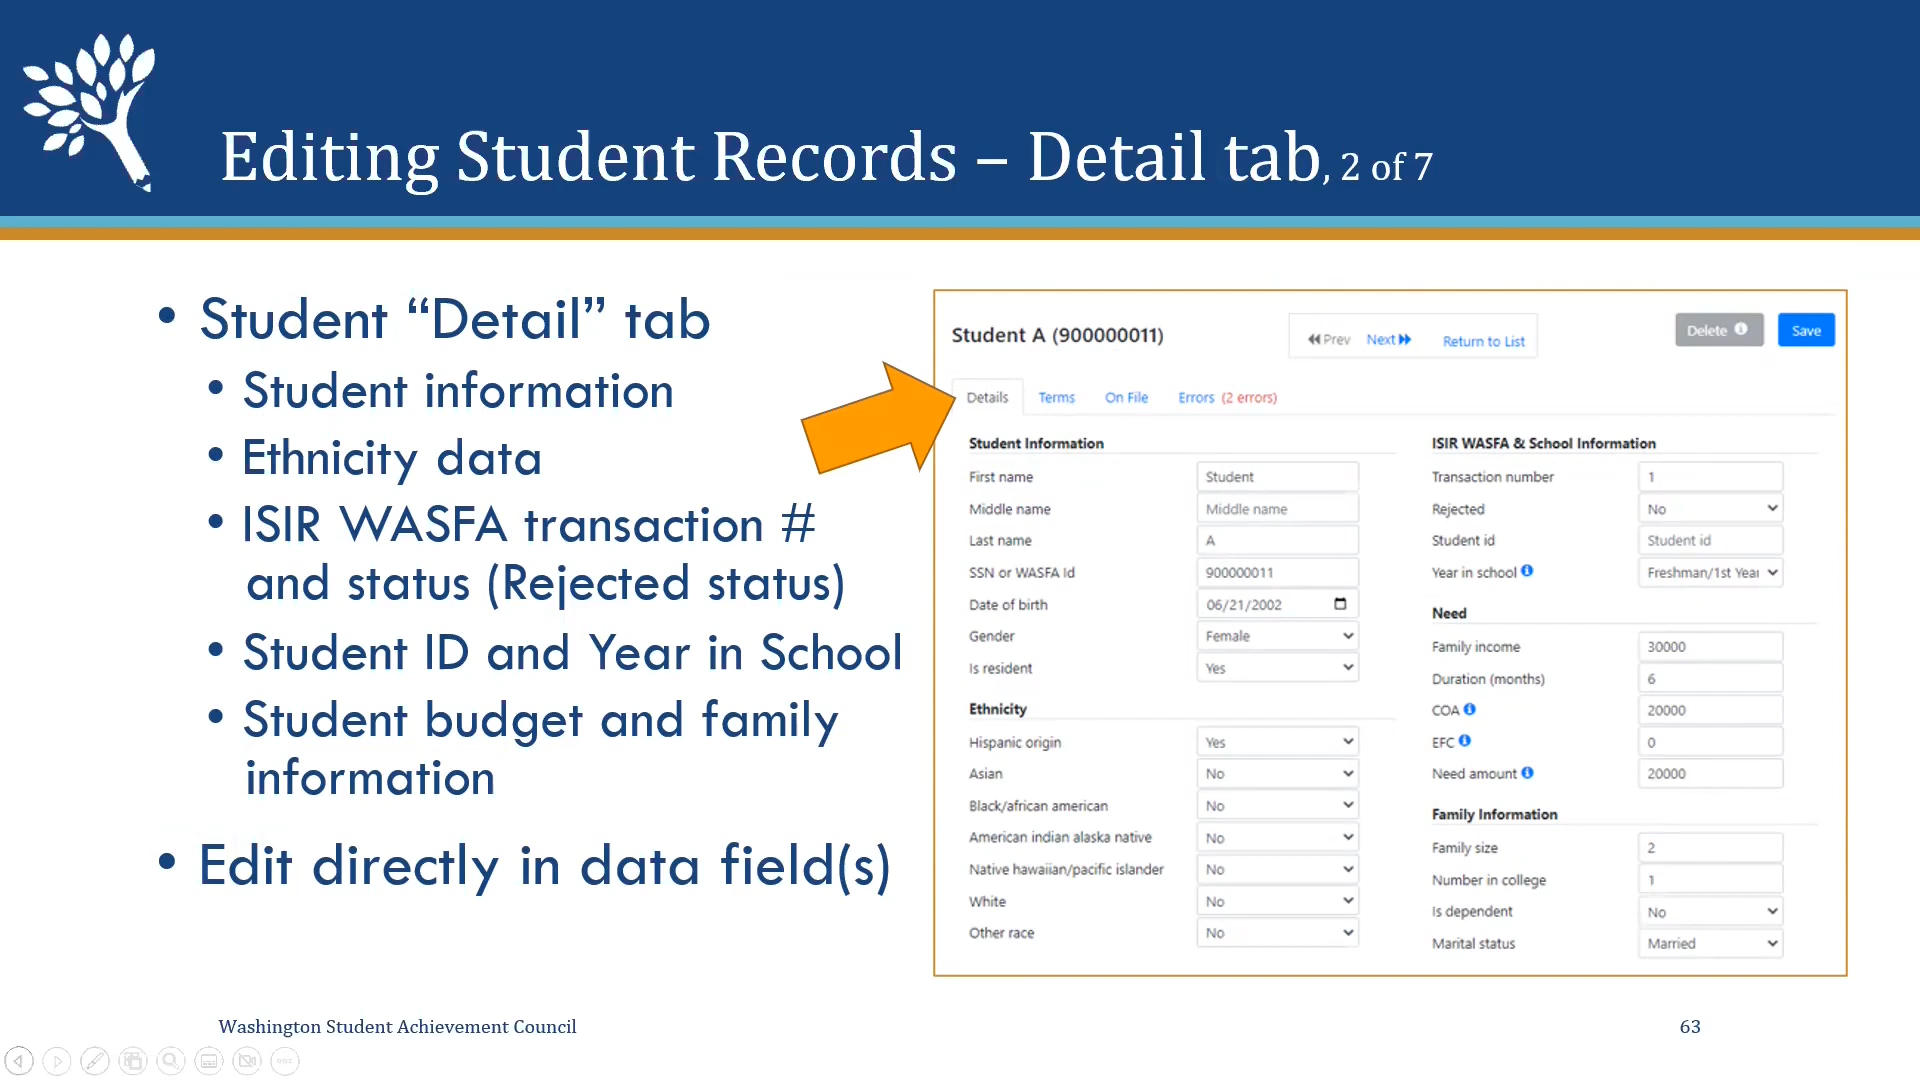 Editing Student Records – Detail tab, 2 of 7
• Student “Detail” tab
• Student information
• Ethnicity data
• ISIR WASFA transaction #
and status (Rejected status)
• Student ID and Year in School
• Student budget and family
information
• Edit directly in data field(s)
Student A (900000011)
Prev Next Return to List
Delete Save
Details Terms On File Errors (2 errors)
Student Information
First name Student
Middle name Middle name
Last name A
SSN or WASFA Id 900000011
Date of birth 06/21/2002
Gender Female
Is resident Yes
Ethnicity
Hispanic origin Yes
Asian No
Black/african american No
American indian alaska native No
Native hawaiian/pacific islander No
White No
Other race No
ISIR WASFA & School Information
Transaction number 1
Rejected No
Student id Student id
Year in school Freshman/1st Year
Need
Family income 30000
Duration (months) 6
COA 20000
EFC 0
Need amount 20000
Family Information
Family size 2
Number in college 1
Is dependent No
Marital status Married
Washington Student Achievement Council
63